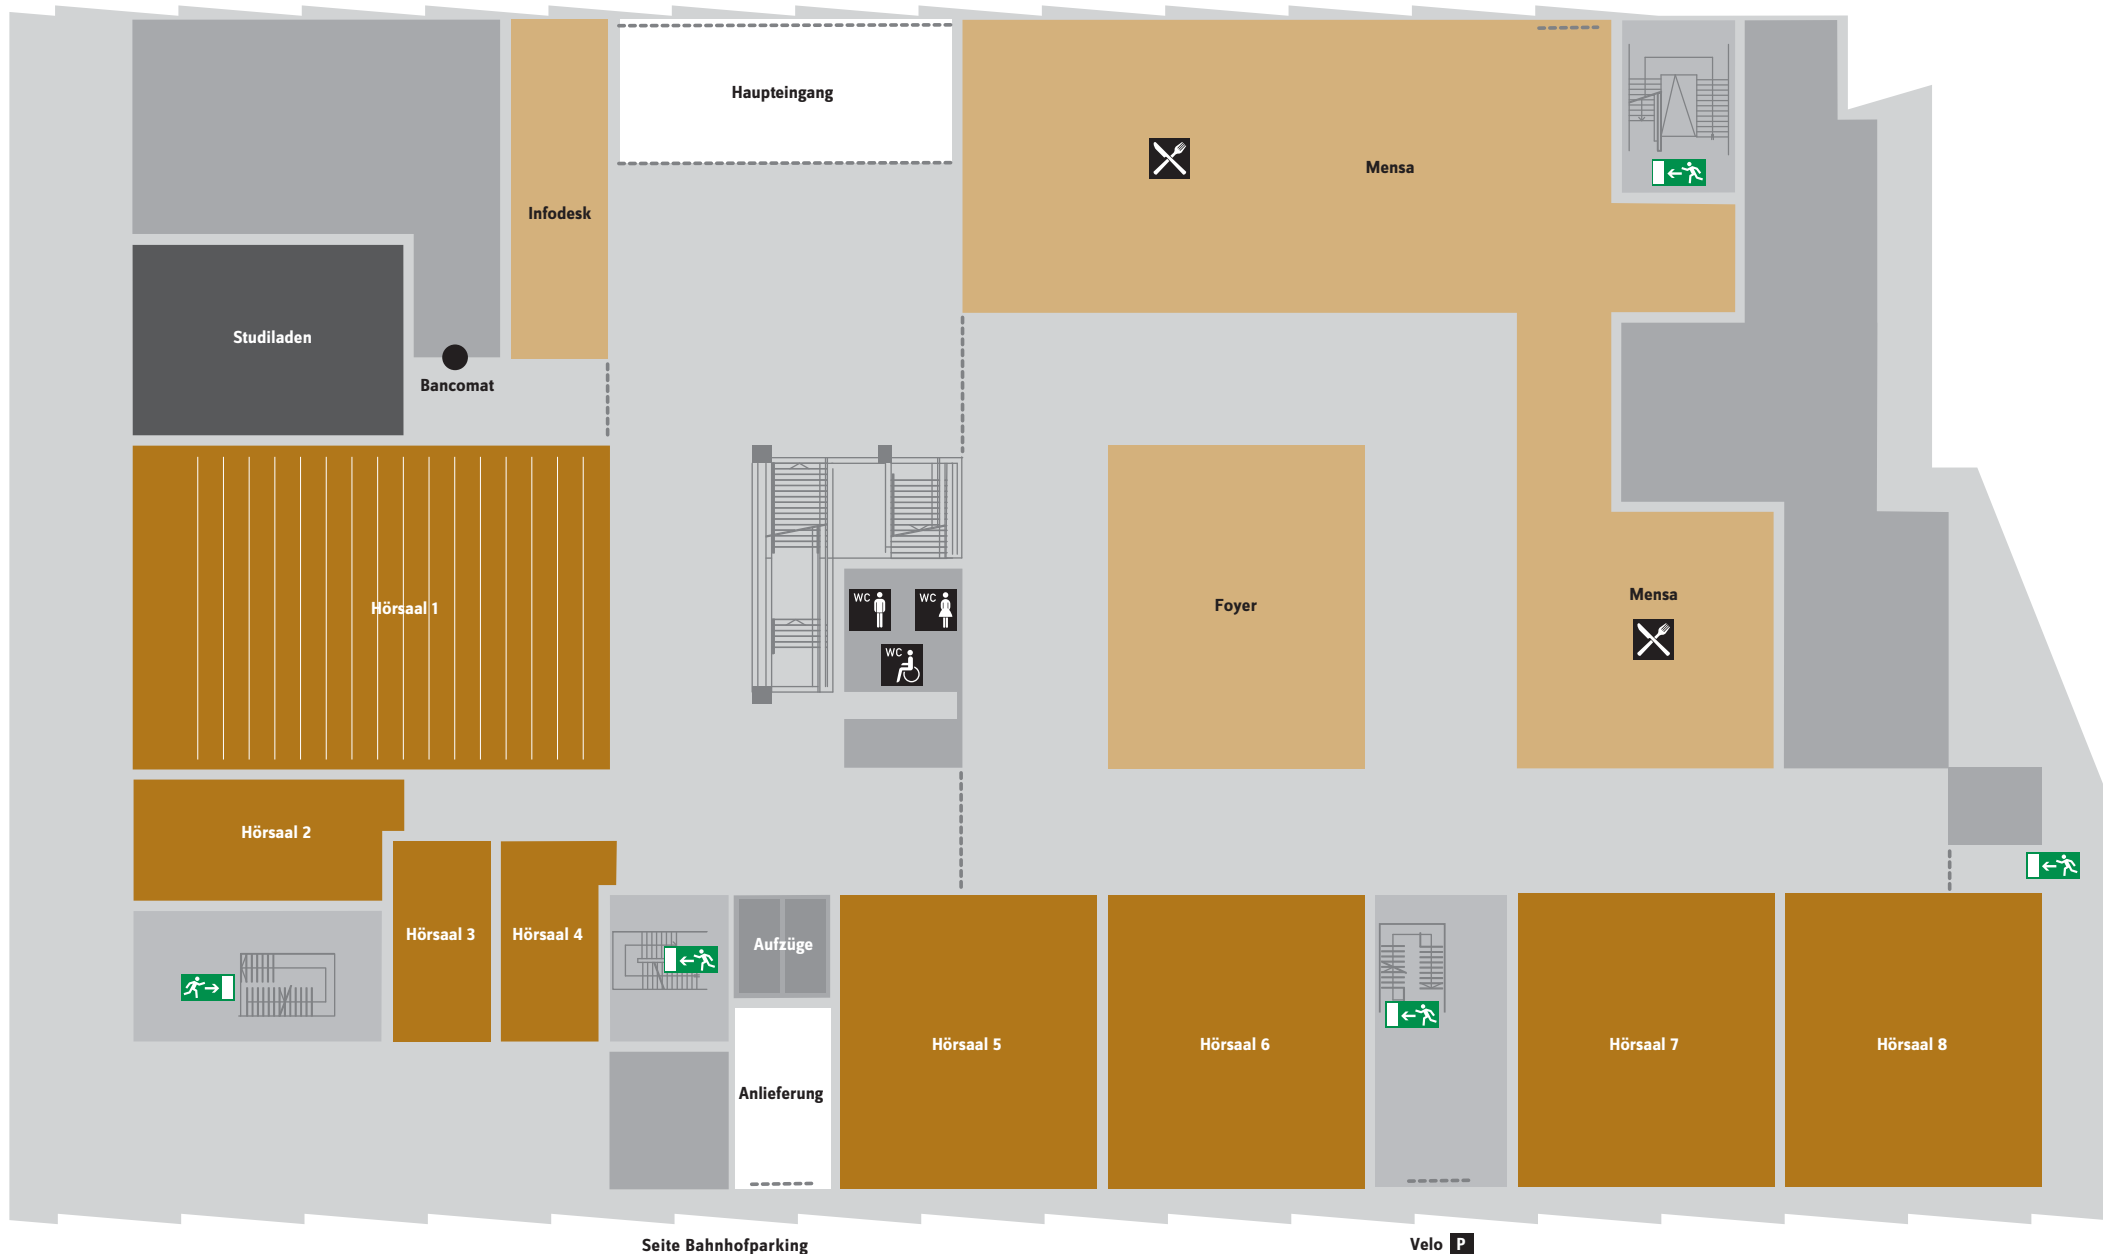 Haupteingang
Mensa
Infodesk
Studiladen
Bancomat
Hörsaal 1
WC
WC
WC
Foyer
Mensa
Hörsaal 2
Hörsaal 3
Hörsaal 4
Aufzüge
Hörsaal 5
Hörsaal 6
Hörsaal 7
Hörsaal 8
Anlieferung
Seite Bahnhofparking
Velo P